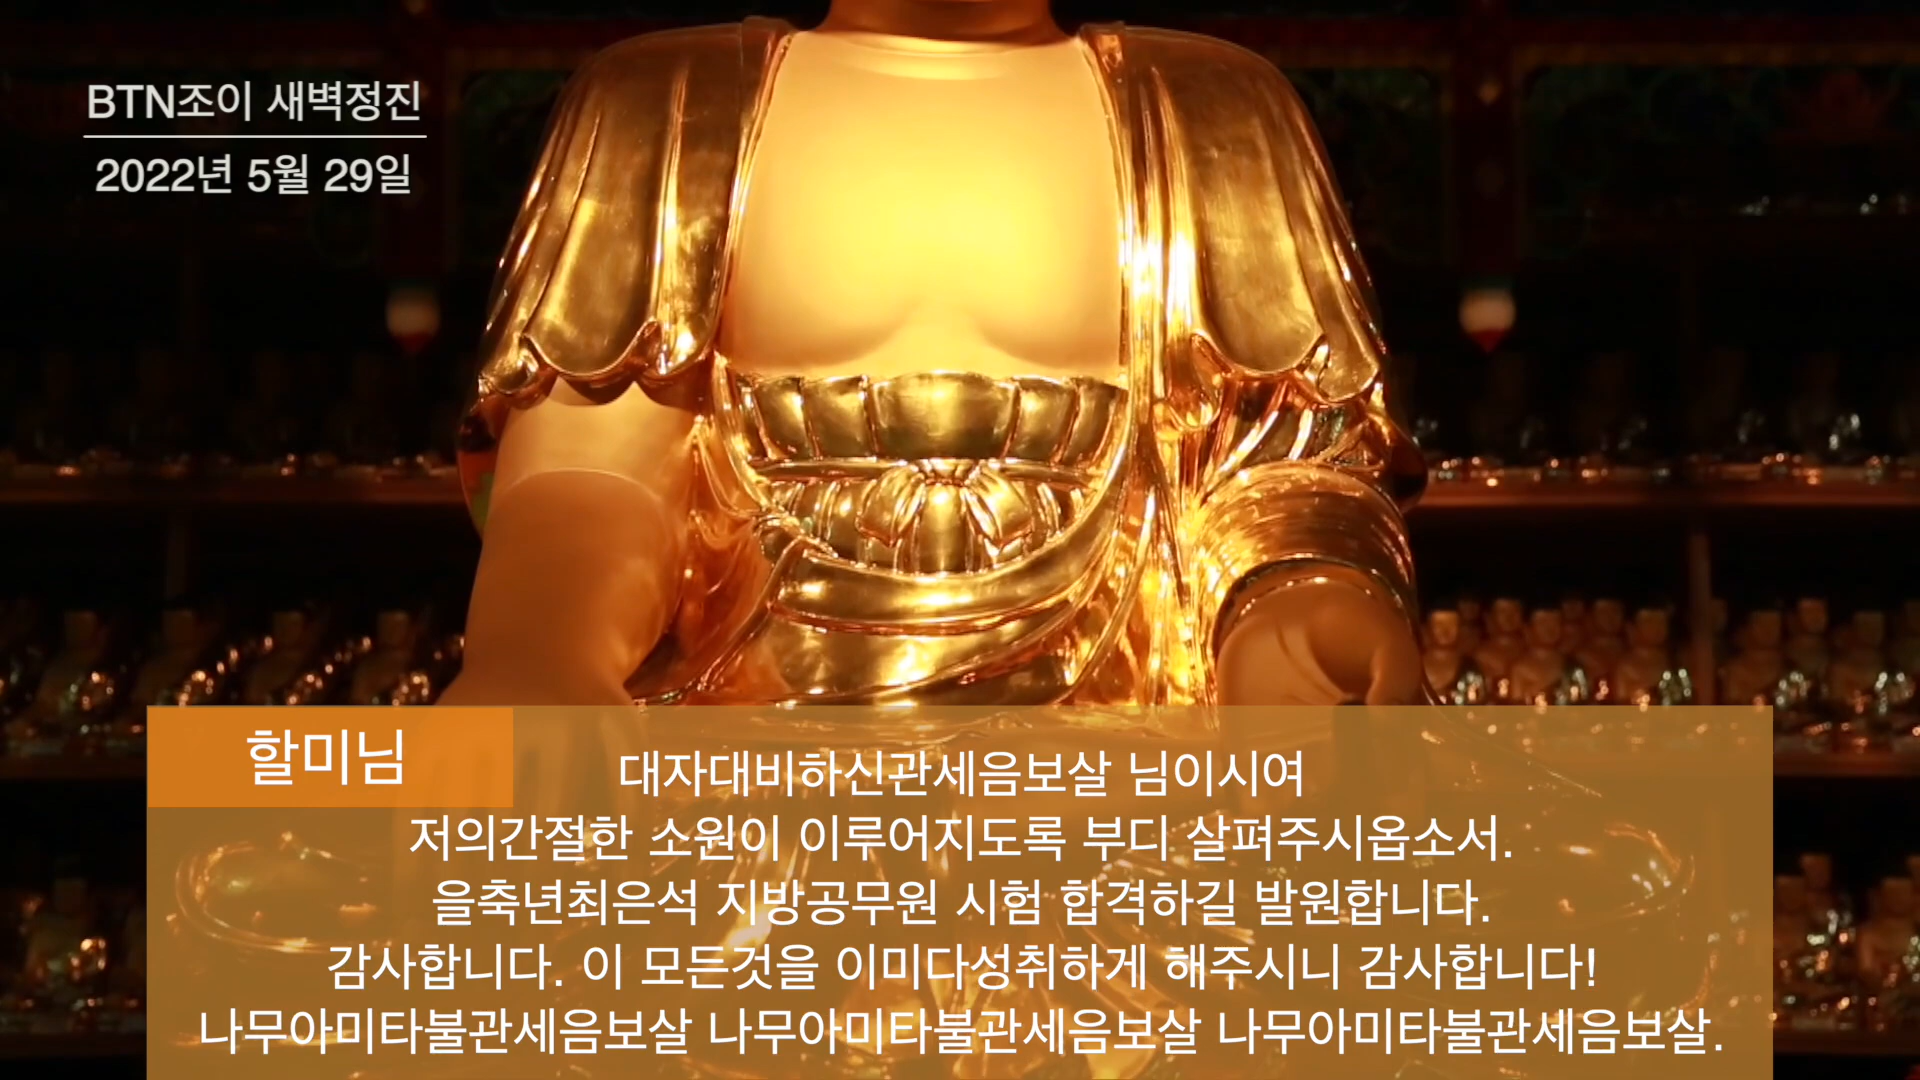 BTN조이 새벽정진
2022년 5월 29일
할미님
대자대비하신관세음보살 님이시여
저의간절한 소원이 이루어지도록 부디 살펴주시옵소서.
을축년최은석 지방공무원 시험 합격하길 발원합니다.
감사합니다. 이 모든것을 이미다성취하게 해주시니 감사합니다!
나무아미타불관세음보살 나무아미타불관세음보살 나무아미타불관세음보살.